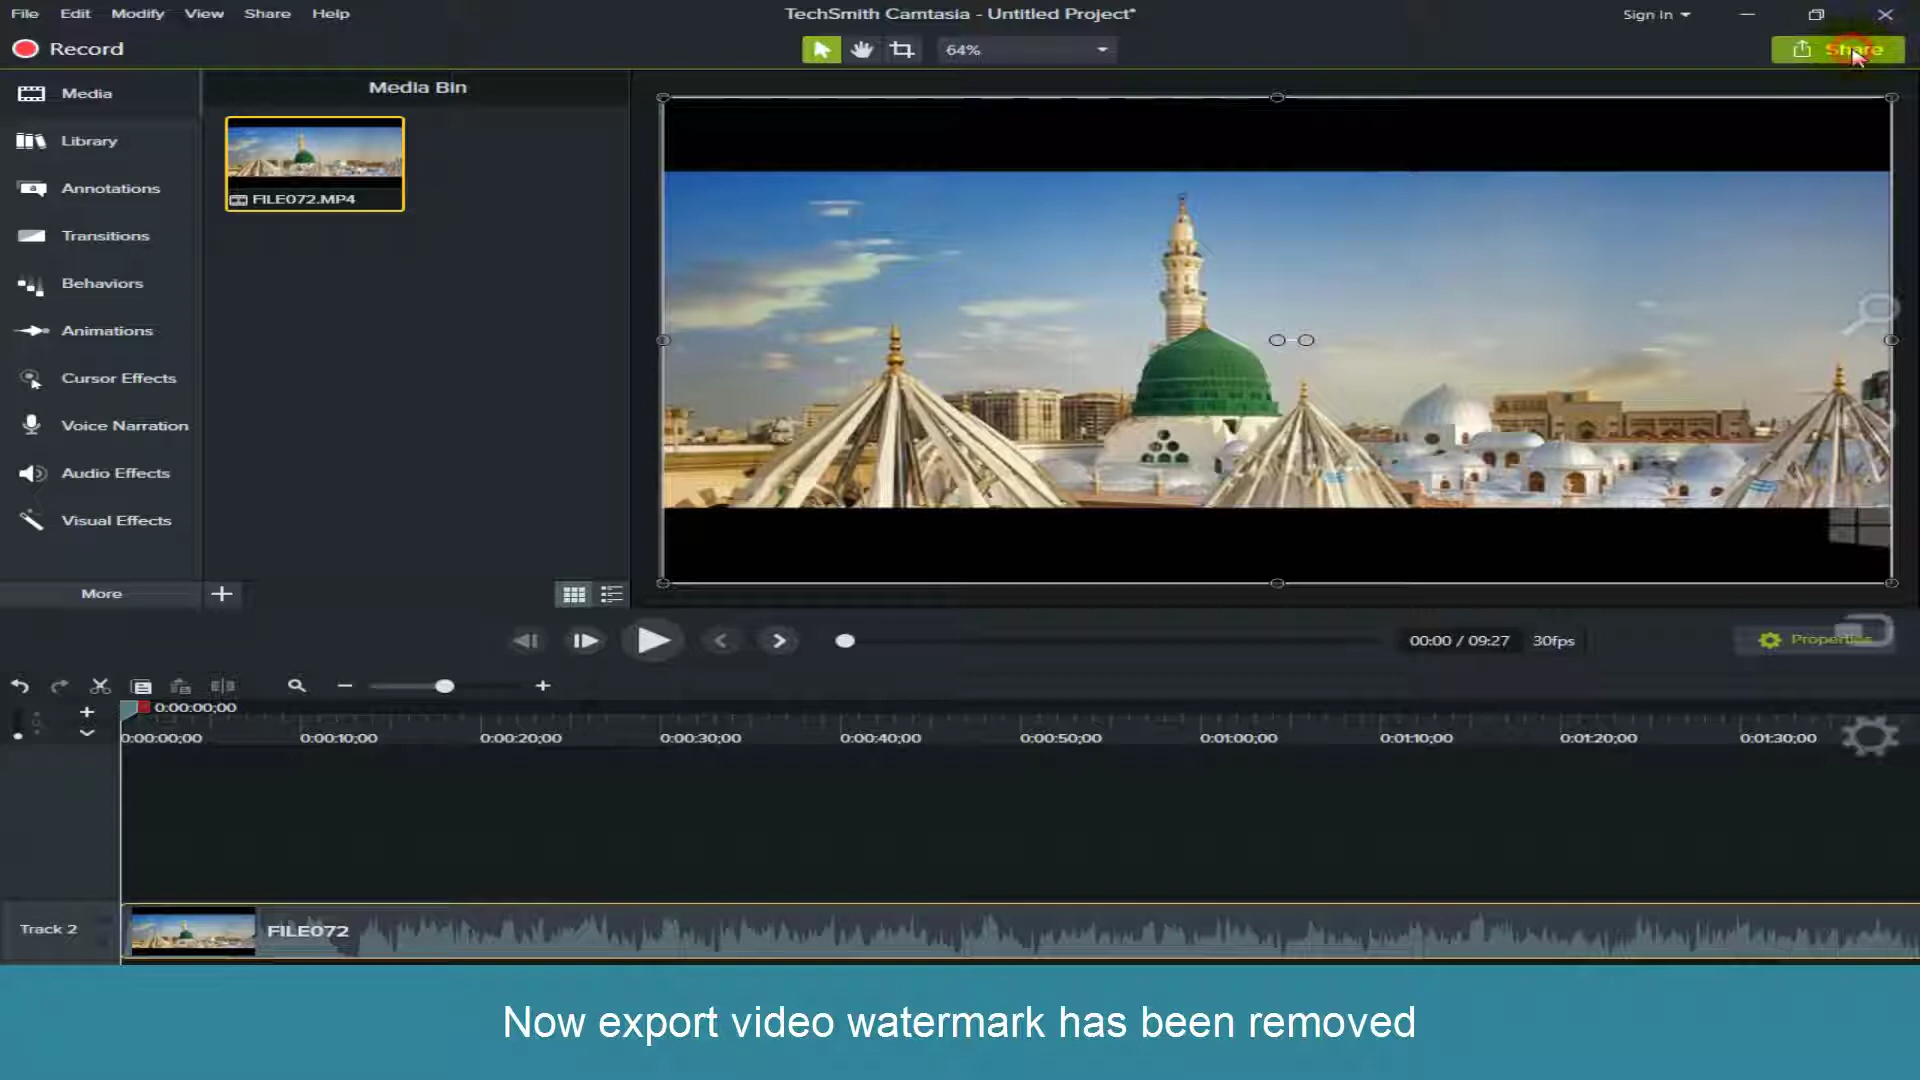 File Edit Modify View Share Help
TechSmith Camtasia - Untitled Project*
Sign In
Record
64%
Share
Media
Media Bin
Library
FILE072.MP4
Annotations
Transitions
Behaviors
Animations
Cursor Effects
Voice Narration
Audio Effects
Visual Effects
More
00:00 / 09:27 30fps
Properties
0:00:00;00
0:00:00;00 0:00:10;00 0:00:20;00 0:00:30;00 0:00:40;00 0:00:50;00 0:01:00;00 0:01:10;00 0:01:20;00 0:01:30;00
Track 2
FILE072
Now export video watermark has been removed